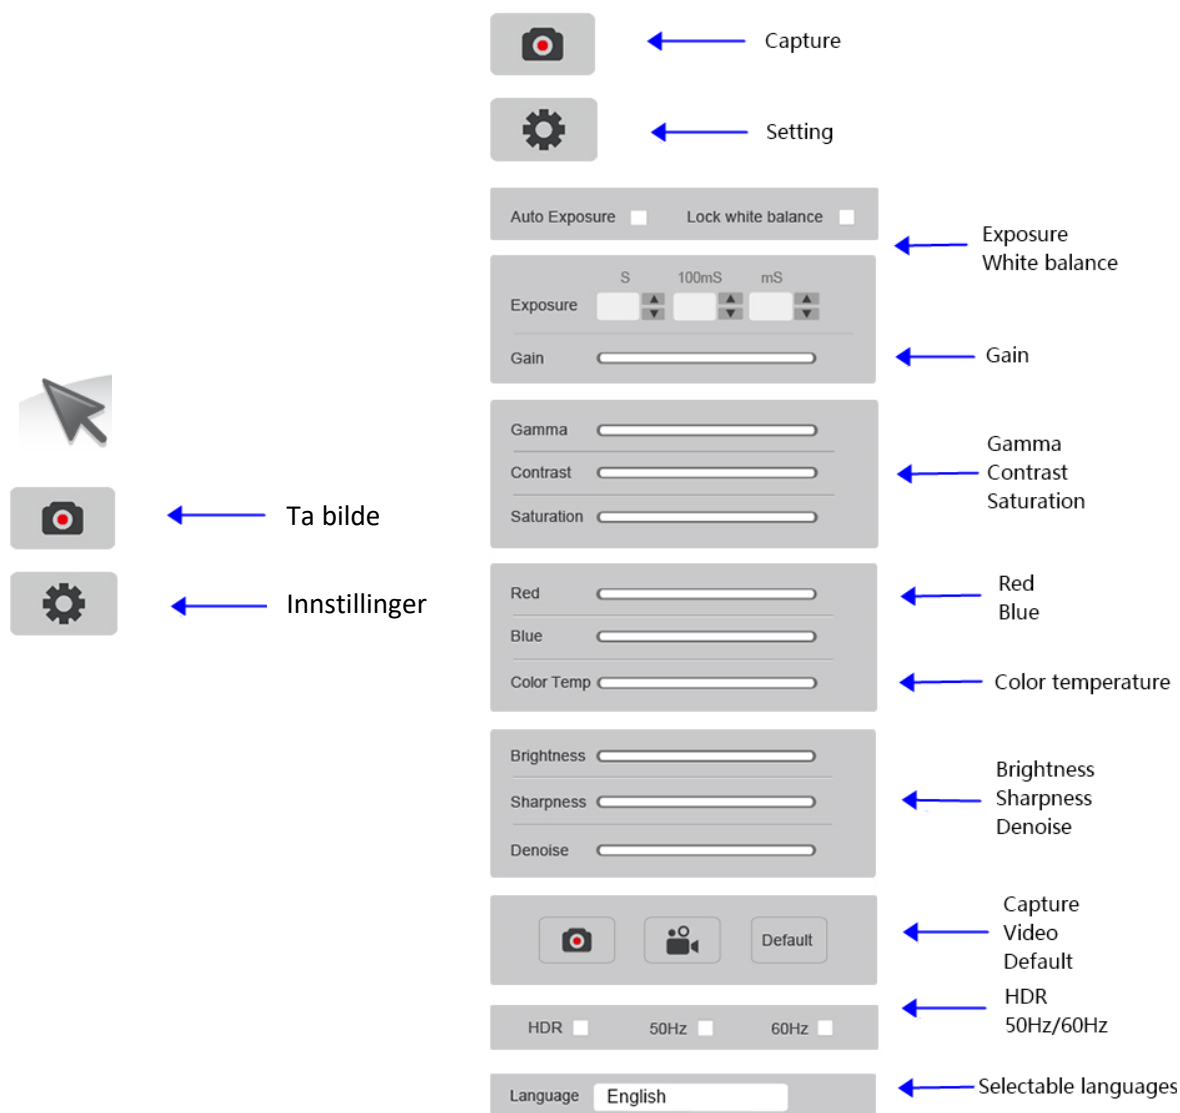 Capture
Setting
Auto Exposure Lock white balance
Exposure
White balance
S 100mS mS
Exposure
Gain
Gain
Gamma
Contrast
Saturation
Gamma
Contrast
Saturation
Ta bilde
Innstillinger
Red
Blue
Color Temp
Red
Blue
Color temperature
Brightness
Sharpness
Denoise
Brightness
Sharpness
Denoise
Default
Capture
Video
Default
HDR 50Hz 60Hz
HDR
50Hz/60Hz
Language English
Selectable languages